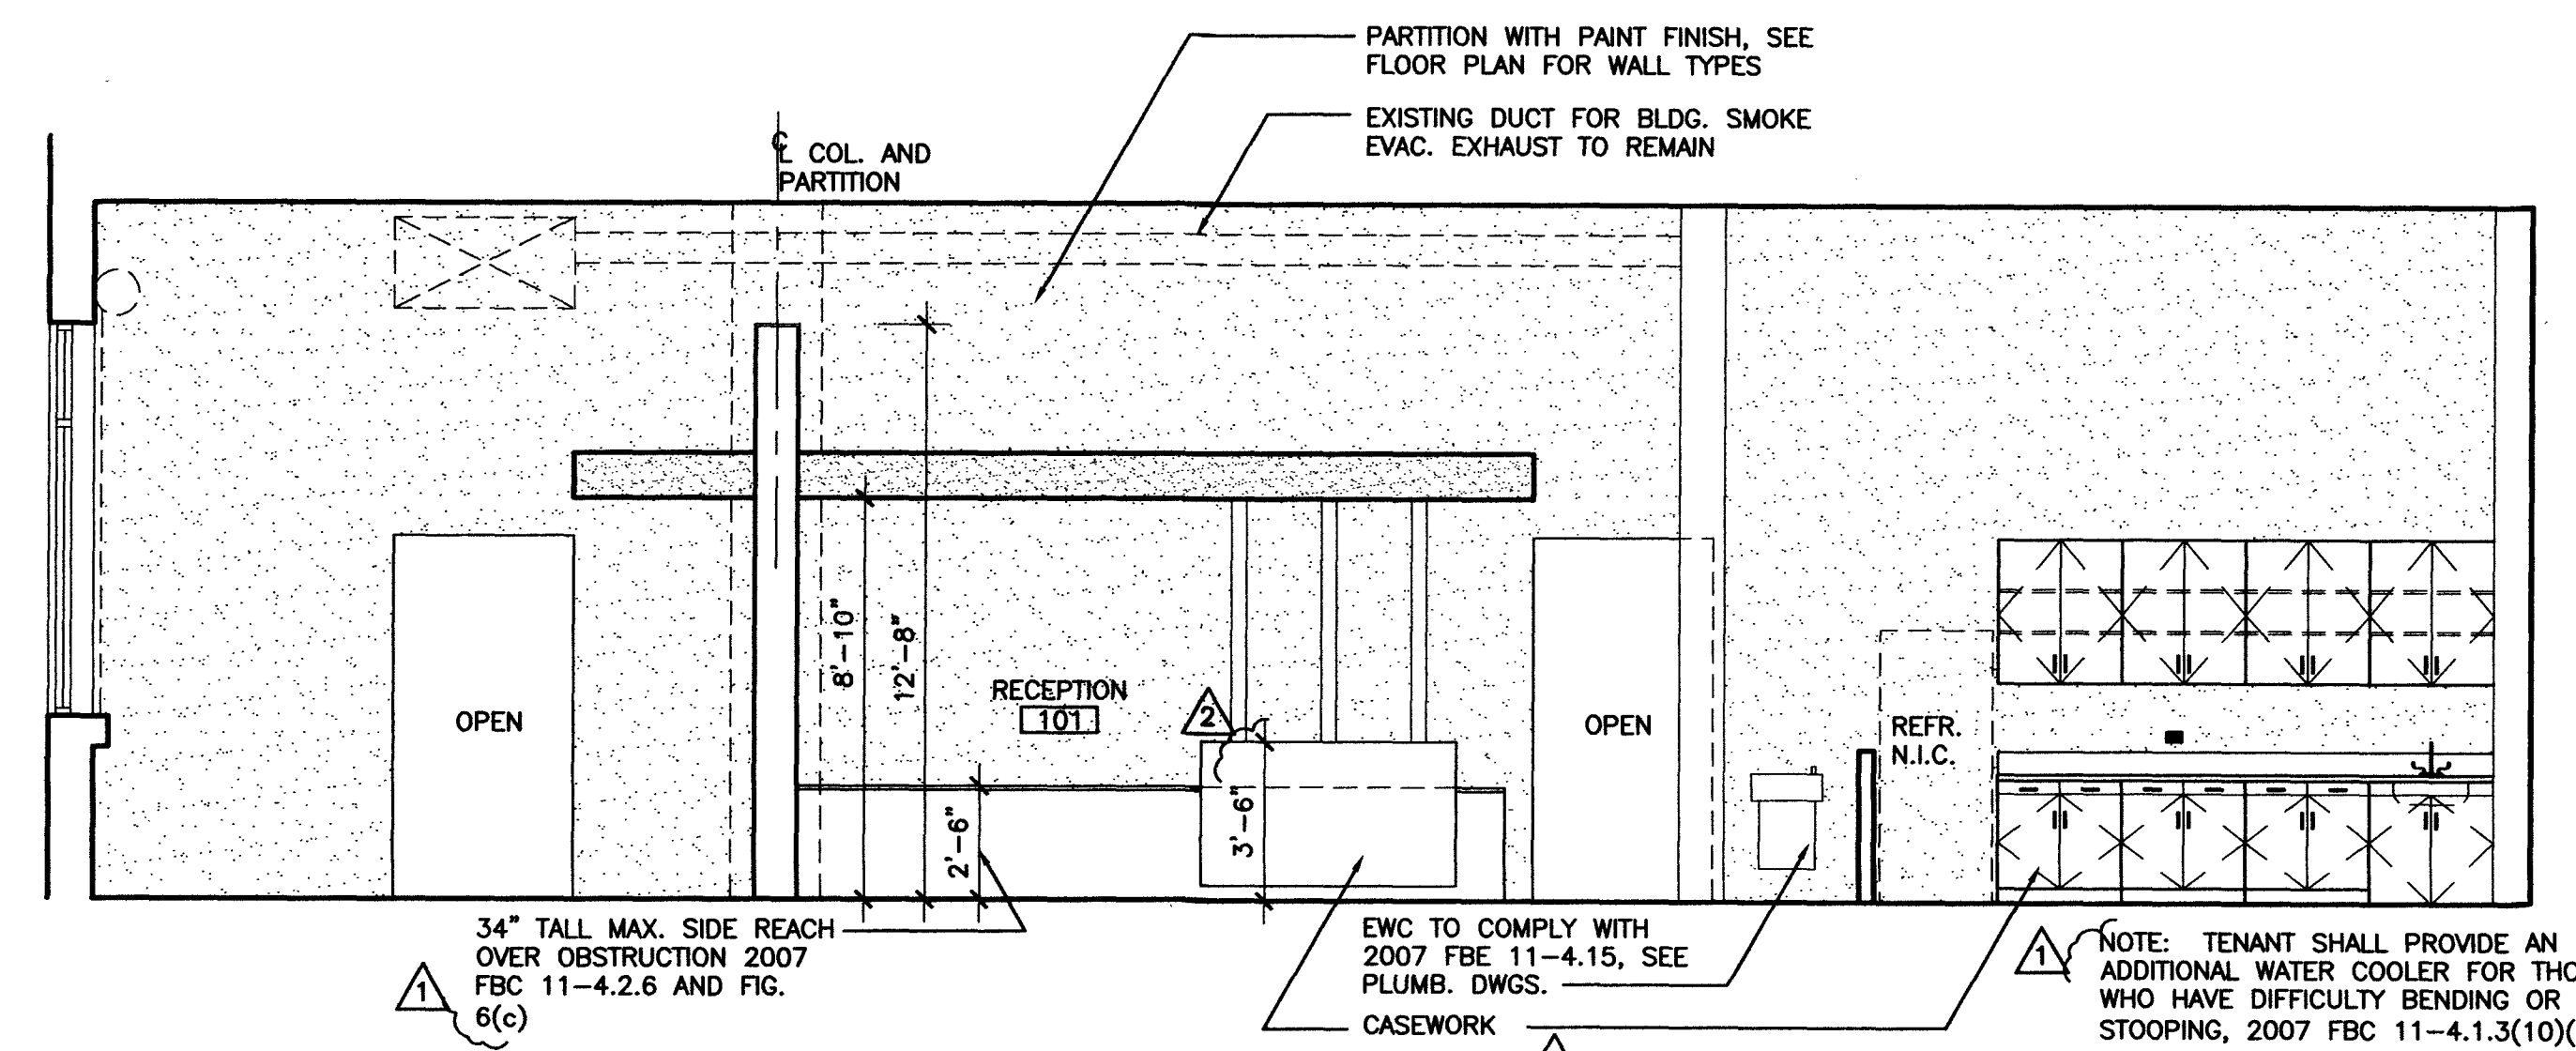 PARTITION WITH PAINT FINISH, SEE
FLOOR PLAN FOR WALL TYPES
EXISTING DUCT FOR BLDG. SMOKE
EVAC. EXHAUST TO REMAIN
℄ COL. AND
PARTITION
8'-10"
12'-8"
RECEPTION
101
2
OPEN
OPEN
REFR.
N.I.C.
2'-6"
3'-6"
34" TALL MAX. SIDE REACH
OVER OBSTRUCTION 2007
FBC 11-4.2.6 AND FIG.
6(c)
1
EWC TO COMPLY WITH
2007 FBE 11-4.15, SEE
PLUMB. DWGS.
CASEWORK
1
NOTE: TENANT SHALL PROVIDE AN
ADDITIONAL WATER COOLER FOR
WHO HAVE DIFFICULTY BENDING OR
STOOPING, 2007 FBC 11-4.1.3(10)(